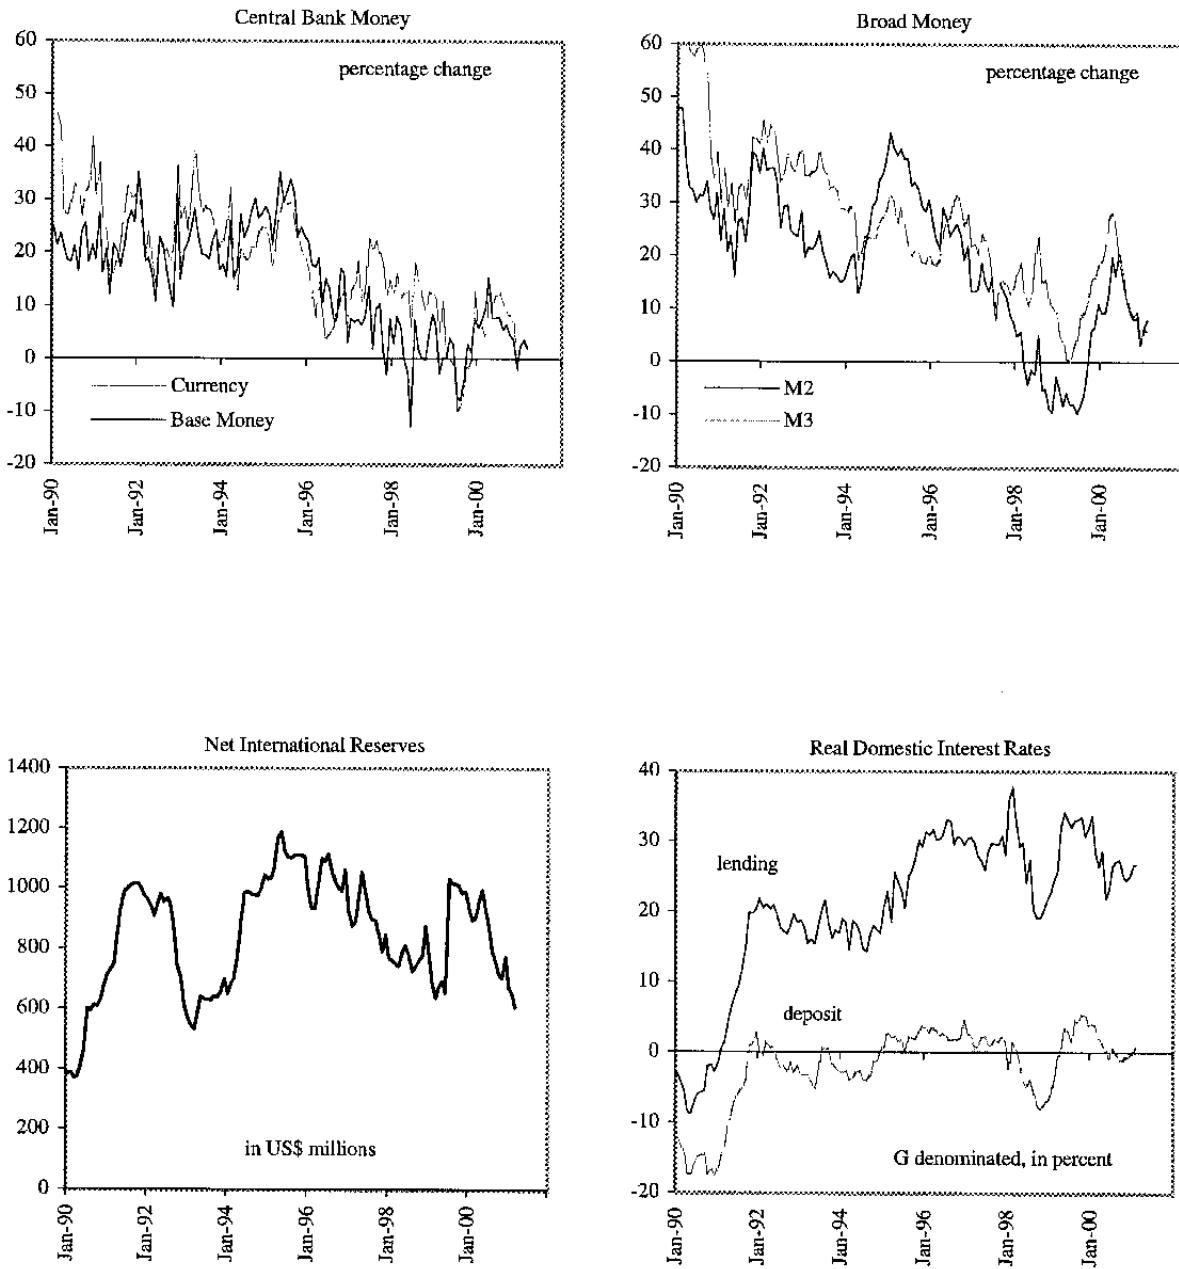 Central Bank Money
60
50
40
30
20
10
0
-10
-20
percentage change
Currency
Base Money
Jan-90
Jan-92
Jan-94
Jan-96
Jan-98
Jan-00
Broad Money
60
50
40
30
20
10
0
-10
-20
percentage change
M2
M3
Jan-90
Jan-92
Jan-94
Jan-96
Jan-98
Jan-00
Net International Reserves
1400
1200
1000
800
600
400
200
0
in US$ millions
Jan-90
Jan-92
Jan-94
Jan-96
Jan-98
Jan-00
Real Domestic Interest Rates
40
30
20
10
0
-10
-20
lending
deposit
G denominated, in percent
Jan-90
Jan-92
Jan-94
Jan-96
Jan-98
Jan-00